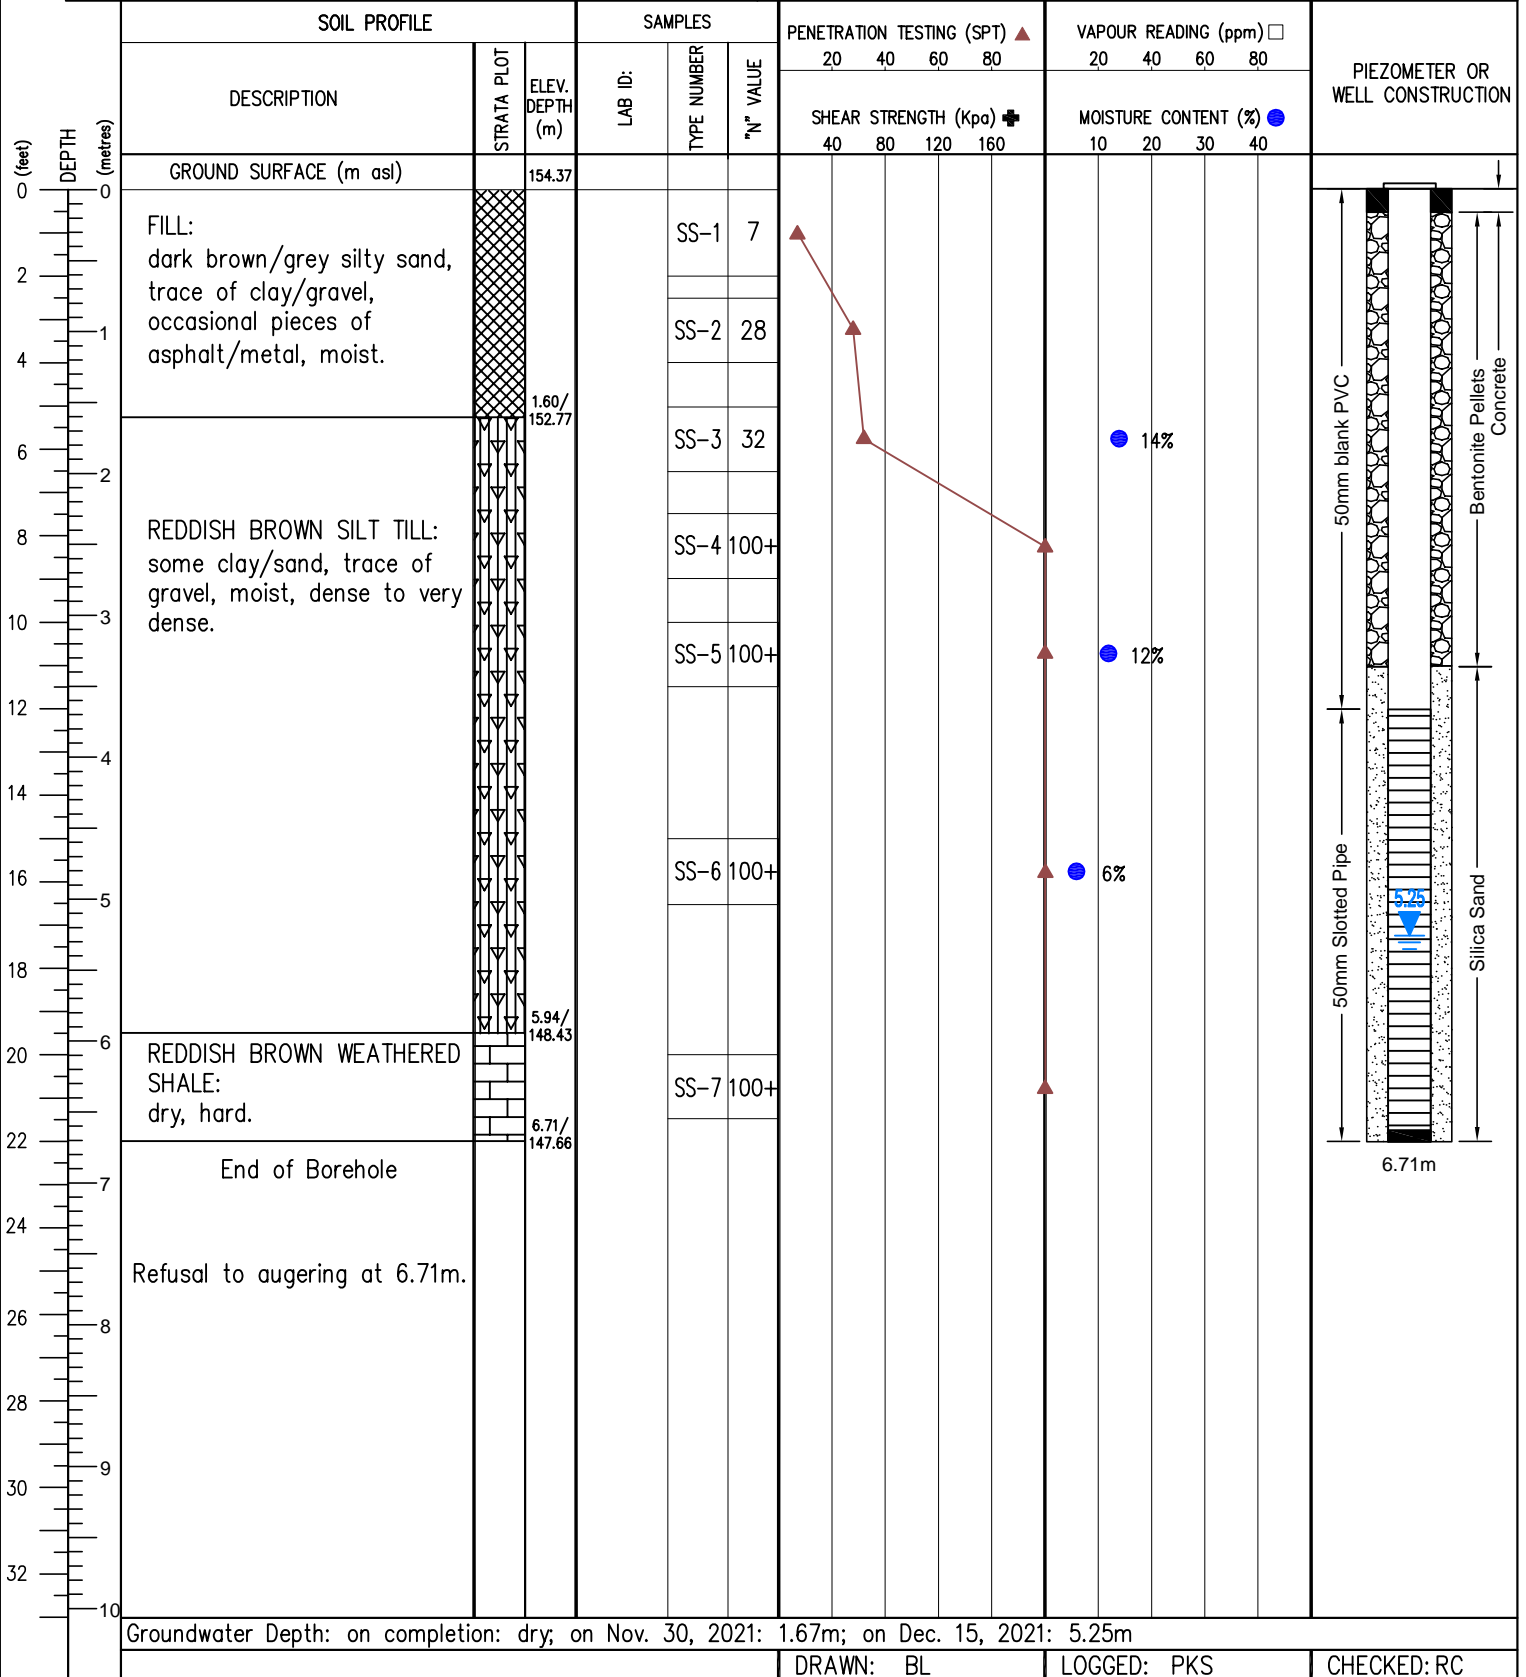 SOIL PROFILE
SAMPLES
PENETRATION TESTING (SPT)
20 40 60 80
SHEAR STRENGTH (Kpa)
40 80 120 160
VAPOUR READING (ppm)
20 40 60 80
MOISTURE CONTENT (%)
10 20 30 40
PIEZOMETER OR
WELL CONSTRUCTION
(feet)
DEPTH
(metres)
DESCRIPTION
STRATA PLOT
ELEV.
DEPTH
(m)
LAB ID:
TYPE NUMBER
"N" VALUE
GROUND SURFACE (m asl)
154.37
0
2
4
6
8
10
12
14
16
18
20
22
24
26
28
30
32
0
1
2
3
4
5
6
7
8
9
10
FILL:
dark brown/grey silty sand,
trace of clay/gravel,
occasional pieces of
asphalt/metal, moist.
1.60/
152.77
REDDISH BROWN SILT TILL:
some clay/sand, trace of
gravel, moist, dense to very
dense.
5.94/
148.43
REDDISH BROWN WEATHERED
SHALE:
dry, hard.
6.71/
147.66
End of Borehole
Refusal to augering at 6.71m.
SS-1 7
SS-2 28
SS-3 32
SS-4 100+
SS-5 100+
SS-6 100+
SS-7 100+
14%
12%
6%
50mm blank PVC
50mm Slotted Pipe
Concrete
Bentonite Pellets
Silica Sand
5.25
6.71m
Groundwater Depth: on completion: dry; on Nov. 30, 2021: 1.67m; on Dec. 15, 2021: 5.25m
DRAWN: BL
LOGGED: PKS
CHECKED: RC